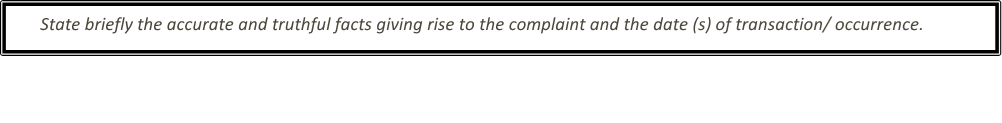 State briefly the accurate and truthful facts giving rise to the complaint and the date (s) of transaction/ occurrence.